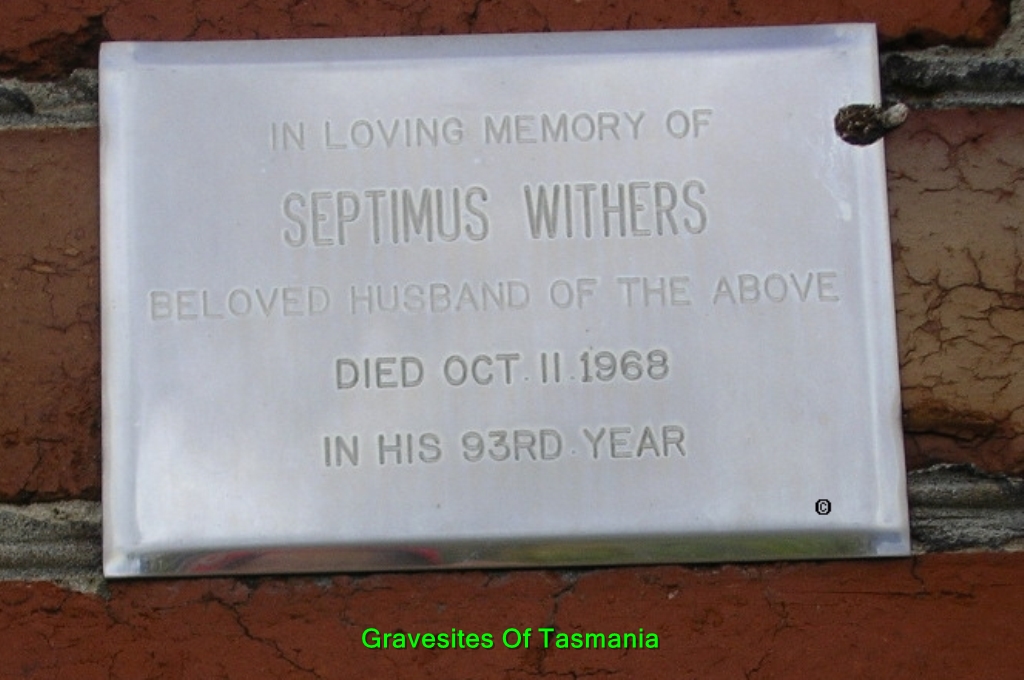 IN LOVING MEMORY OF
SEPTIMUS WITHERS
BELOVED HUSBAND OF THE ABOVE
DIED OCT. 11. 1968
IN HIS 93RD. YEAR
©
Gravesites Of Tasmania